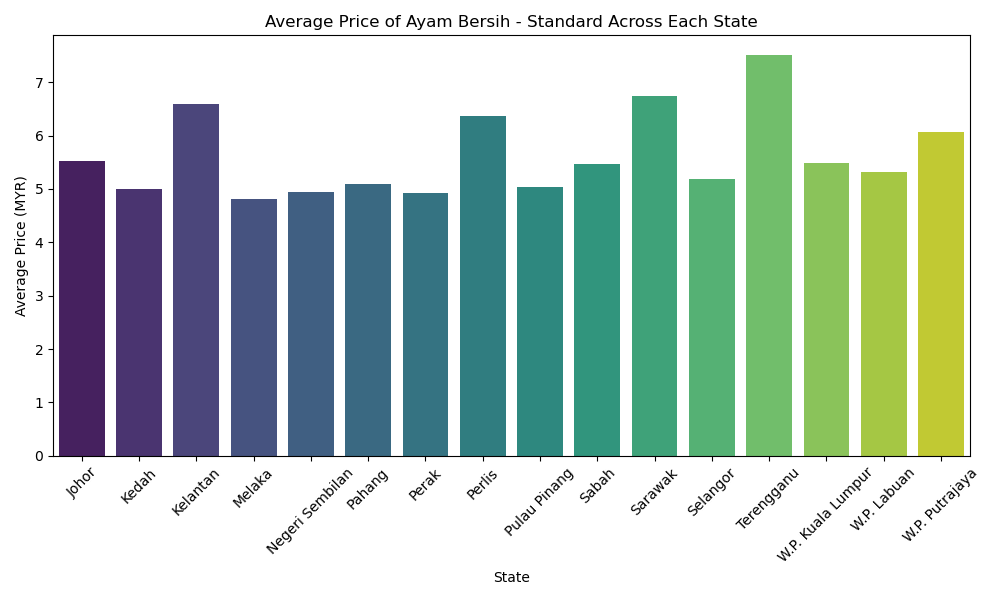 Average Price of Ayam Bersih - Standard Across Each State
Average Price (MYR)
7
6
5
4
3
2
1
0
Johor
Kedah
Kelantan
Melaka
Negeri Sembilan
Pahang
Perak
Perlis
Pulau Pinang
Sabah
Sarawak
Selangor
Terengganu
W.P. Kuala Lumpur
W.P. Labuan
W.P. Putrajaya
State